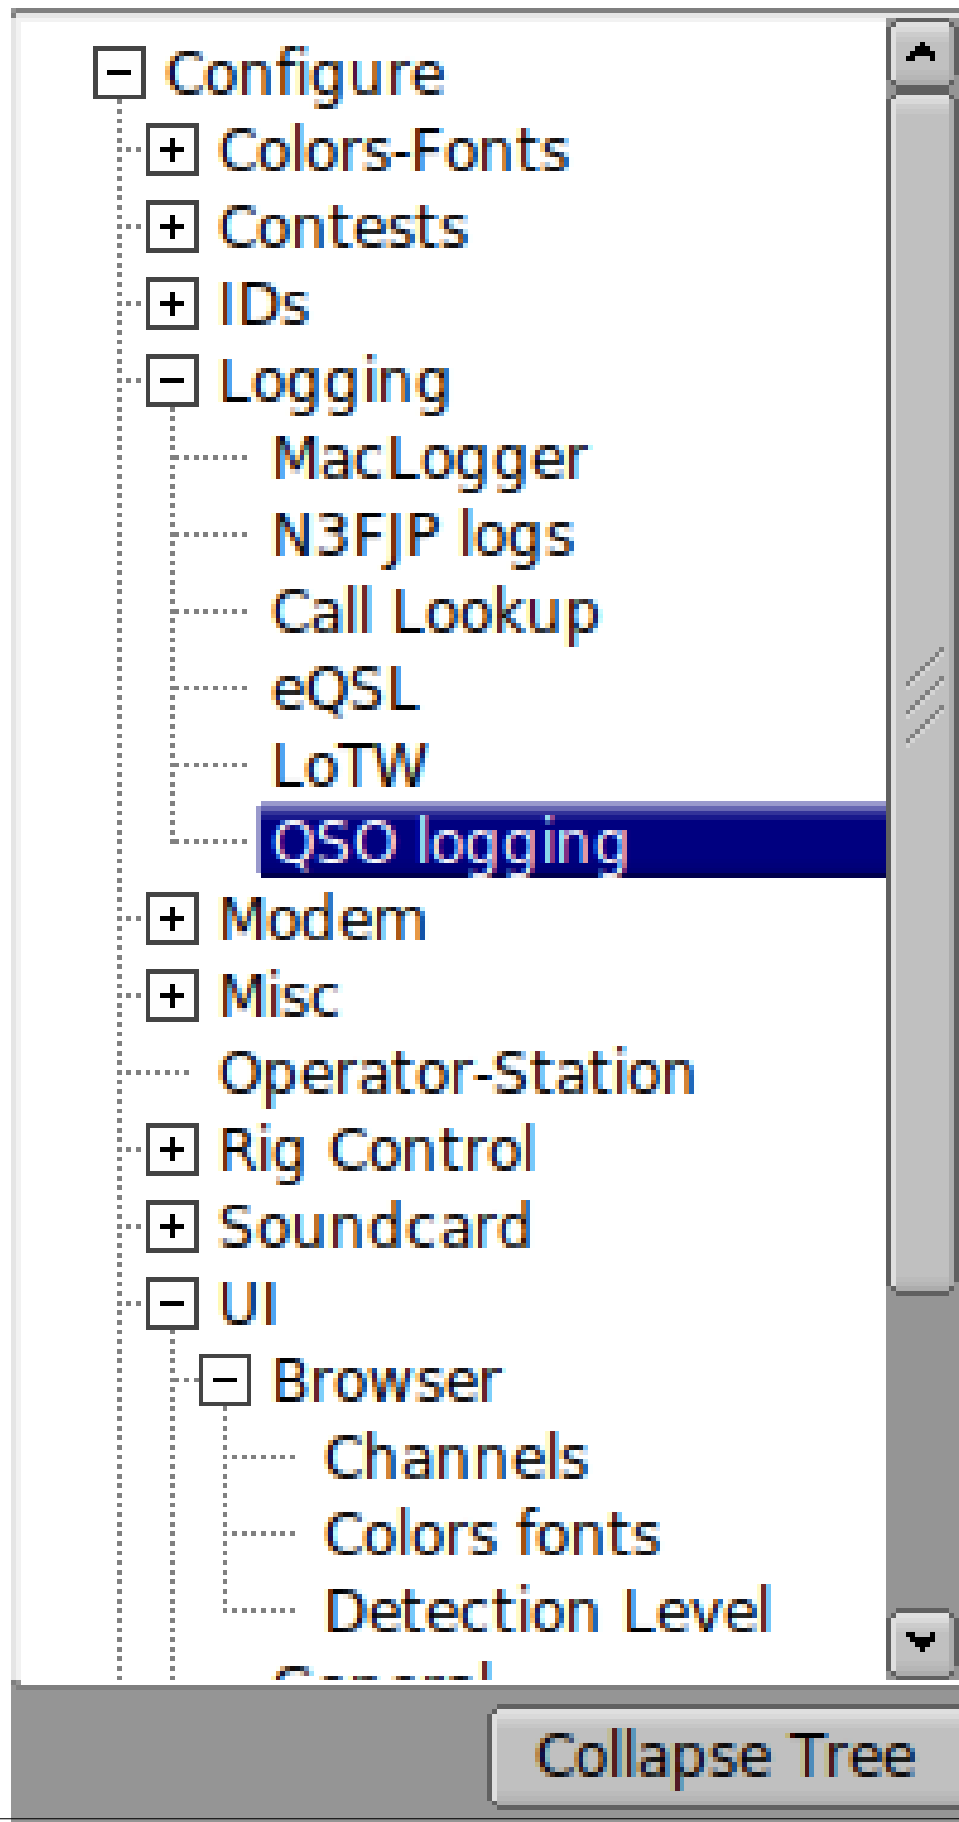 Configure
Colors-Fonts
Contests
IDs
Logging
MacLogger
N3FJP logs
Call Lookup
eQSL
LoTW
QSO logging
Modem
Misc
Operator-Station
Rig Control
Soundcard
UI
Browser
Channels
Colors fonts
Detection Level
General
Collapse Tree